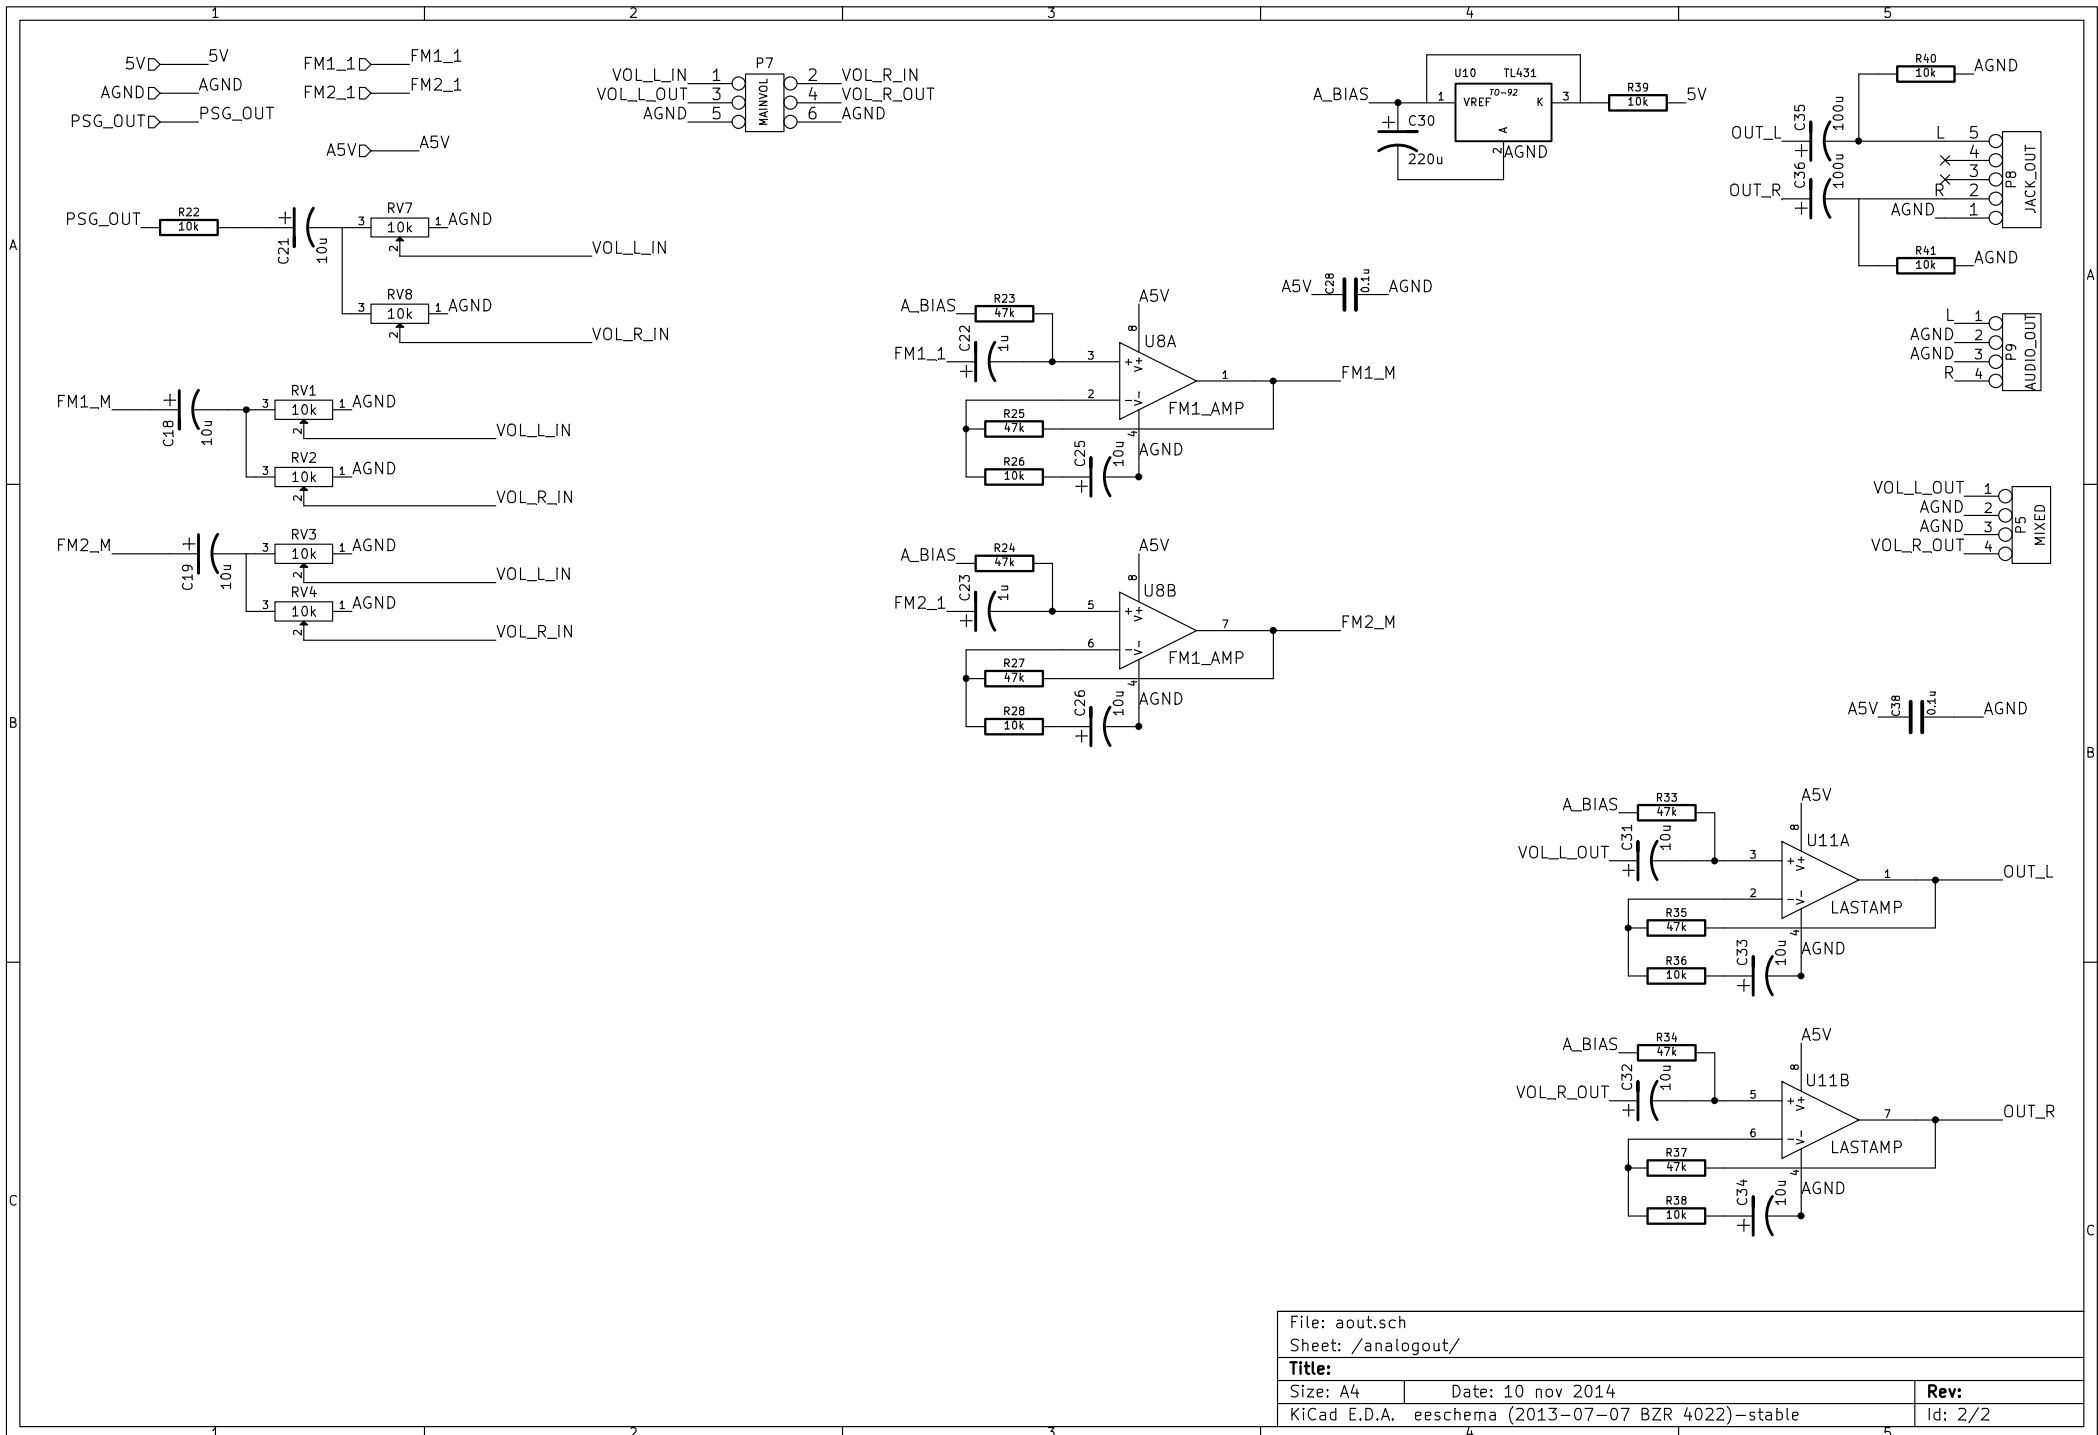 1 2 3 4 5
5V 5V
AGND AGND
PSG_OUT PSG_OUT
FM1_1 FM1_1
FM2_1 FM2_1
A5V A5V
P7
MAINVOL
VOL_L_IN 1 2 VOL_R_IN
VOL_L_OUT 3 4 VOL_R_OUT
AGND 5 6 AGND
U10 TL431
TO-92
A_BIAS 1 VREF K 3
A
2 AGND
C30
220u
R39
10k
5V
R40
10k
AGND
OUT_L
C35
100u
OUT_R
C36
100u
L 5
4
3
R 2
AGND 1
P8
JACK_OUT
R41
10k
AGND
A
A
PSG_OUT
R22
10k
C21
10u
RV7
3 10k 1 AGND
2
VOL_L_IN
RV8
3 10k 1 AGND
2
VOL_R_IN
FM1_M
C18
10u
RV1
3 10k 1 AGND
2
VOL_L_IN
RV2
3 10k 1 AGND
2
VOL_R_IN
FM2_M
C19
10u
RV3
3 10k 1 AGND
2
VOL_L_IN
RV4
3 10k 1 AGND
2
VOL_R_IN
A_BIAS
R23
47k
FM1_1
C22
1u
A5V
8
U8A
3 + V+
2 - V-
1
FM1_M
FM1_AMP
R25
47k
4
AGND
R26
10k
C25
10u
A5V
C28
0.1u
AGND
A_BIAS
R24
47k
FM2_1
C23
1u
A5V
8
U8B
5 + V+
6 - V-
7
FM2_M
FM1_AMP
R27
47k
4
AGND
R28
10k
C26
10u
L 1
AGND 2
AGND 3
R 4
P9
AUDIO_OUT
VOL_L_OUT 1
AGND 2
AGND 3
VOL_R_OUT 4
P5
MIXED
B
B
A5V
C38
0.1u
AGND
A_BIAS
R33
47k
VOL_L_OUT
C31
10u
A5V
8
U11A
3 + V+
2 - V-
1
OUT_L
LASTAMP
R35
47k
4
AGND
R36
10k
C33
10u
A_BIAS
R34
47k
VOL_R_OUT
C32
10u
A5V
8
U11B
5 + V+
6 - V-
7
OUT_R
LASTAMP
R37
47k
4
AGND
R38
10k
C34
10u
C
C
File: aout.sch
Sheet: /analogout/
Title:
Size: A4 Date: 10 nov 2014 Rev:
KiCad E.D.A. eeschema (2013-07-07 BZR 4022)-stable Id: 2/2
1 2 3 4 5